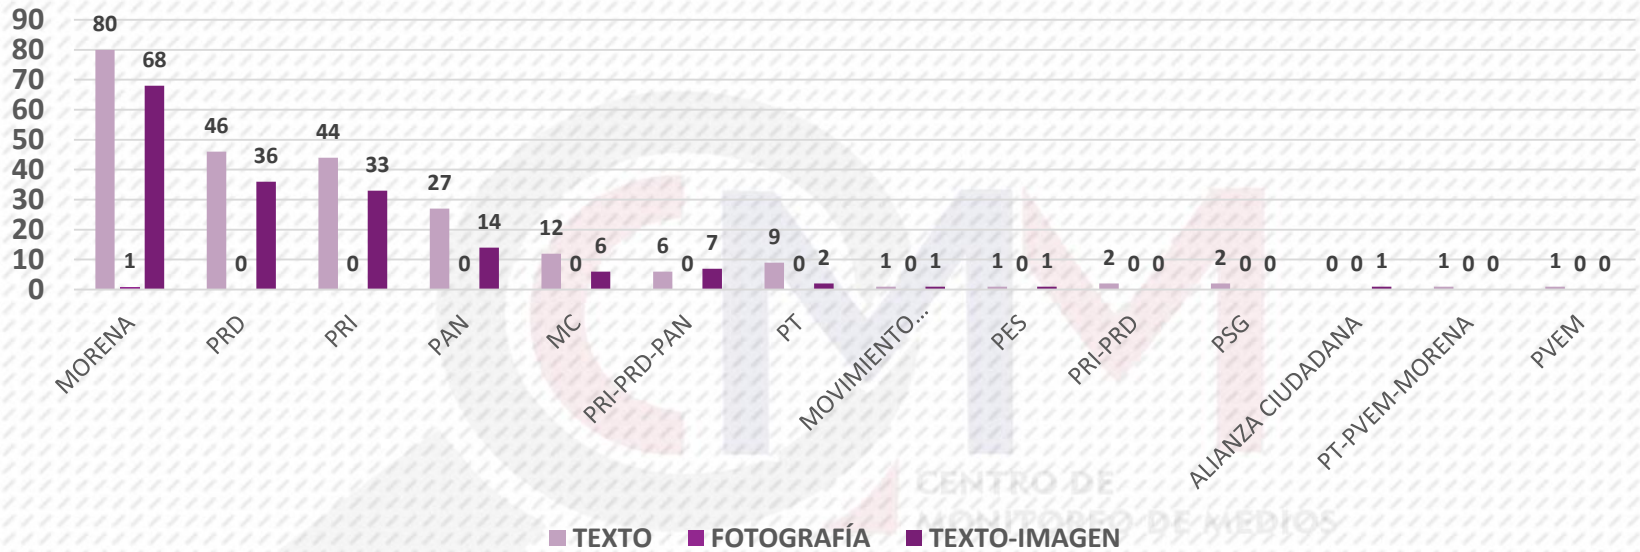 90
80
70
60
50
40
30
20
10
0
80 1 68
46 0 36
44 0 33
27 0 14
12 0 6
6 0 7
9 0 2
1 0 1
1 0 1
2 0 0
2 0 0
0 0 1
1 0 0
1 0 0
MORENA
PRD
PRI
PAN
MC
PRI-PRD-PAN
PT
MOVIMIENTO...
PES
PRI-PRD
PSG
ALIANZA CIUDADANA
PT-PVEM-MORENA
PVEM
CMM
CENTRO DE
MONITOREO DE MEDIOS
TEXTO FOTOGRAFÍA TEXTO-IMAGEN